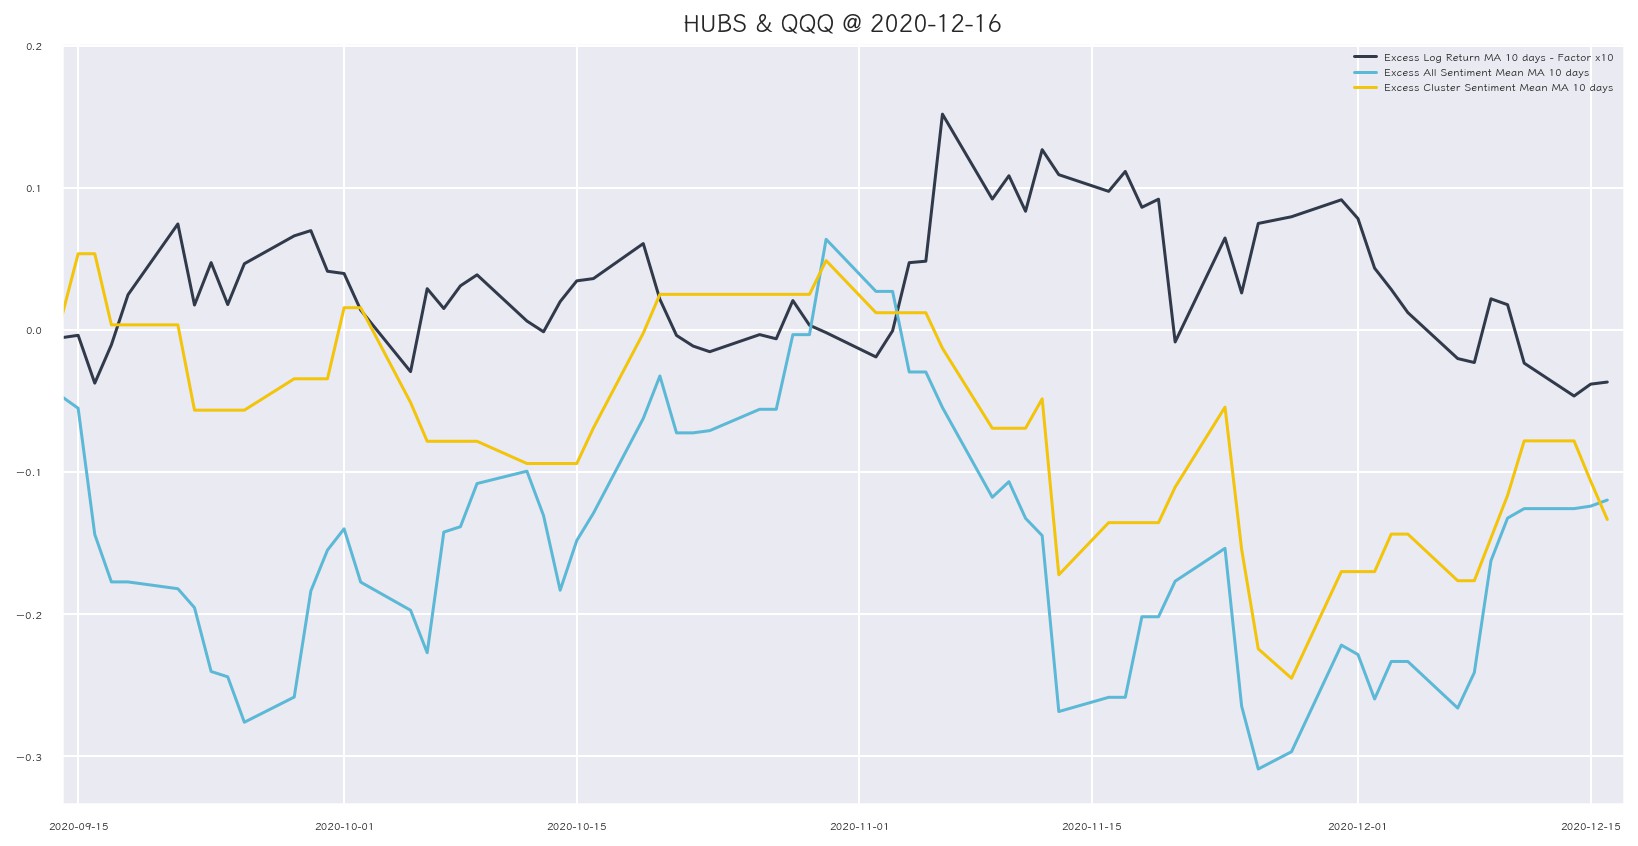 HUBS & QQQ @ 2020-12-16
0.2
0.1
0.0
−0.1
−0.2
−0.3
Excess Log Return MA 10 days - Factor x10
Excess All Sentiment Mean MA 10 days
Excess Cluster Sentiment Mean MA 10 days
2020-09-15 2020-10-01 2020-10-15 2020-11-01 2020-11-15 2020-12-01 2020-12-15